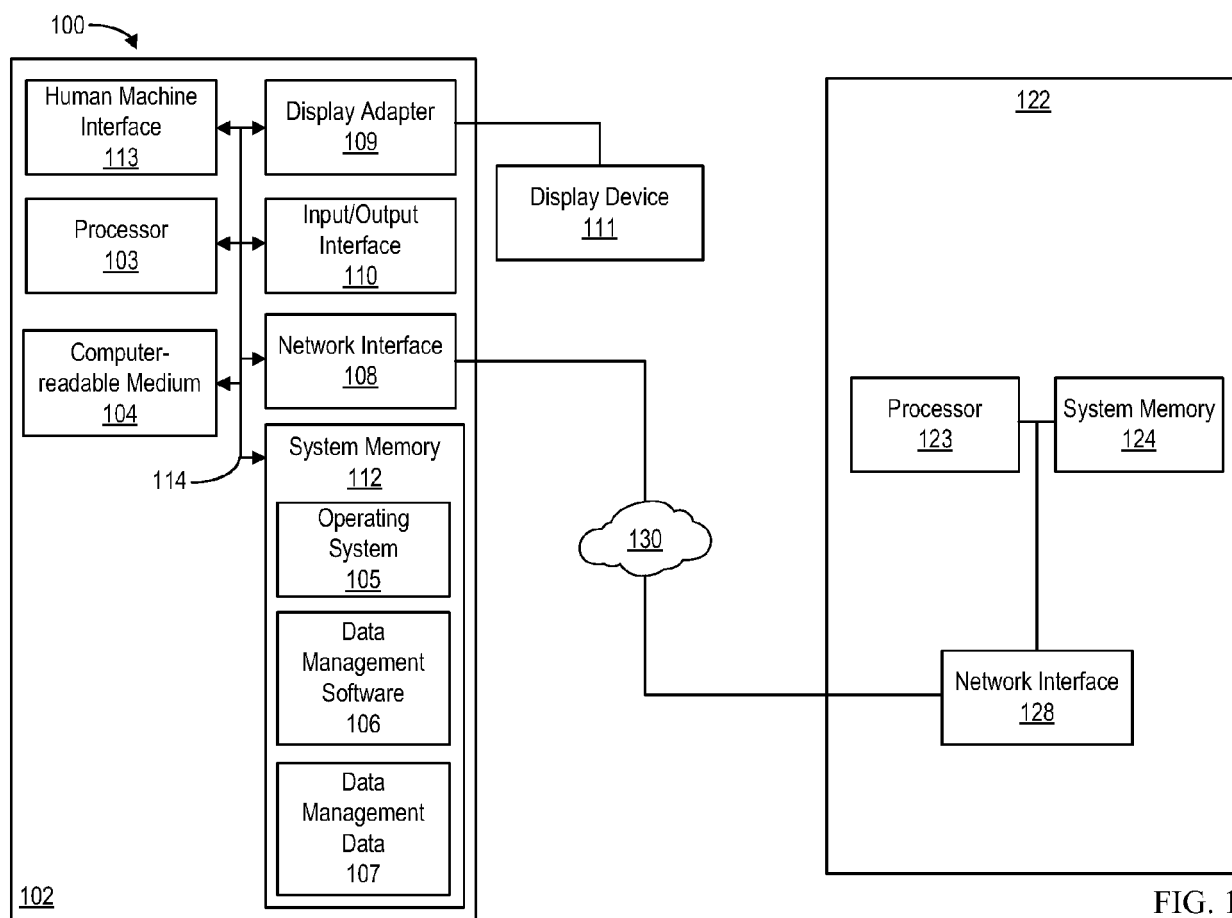 100
Human Machine
Interface
113
Display Adapter
109
Processor
103
Input/Output
Interface
110
Computer-
readable Medium
104
Network Interface
108
114
System Memory
112
Operating
System
105
Data
Management
Software
106
Data
Management
Data
107
102
Display Device
111
130
122
Processor
123
System Memory
124
Network Interface
128
FIG. 1